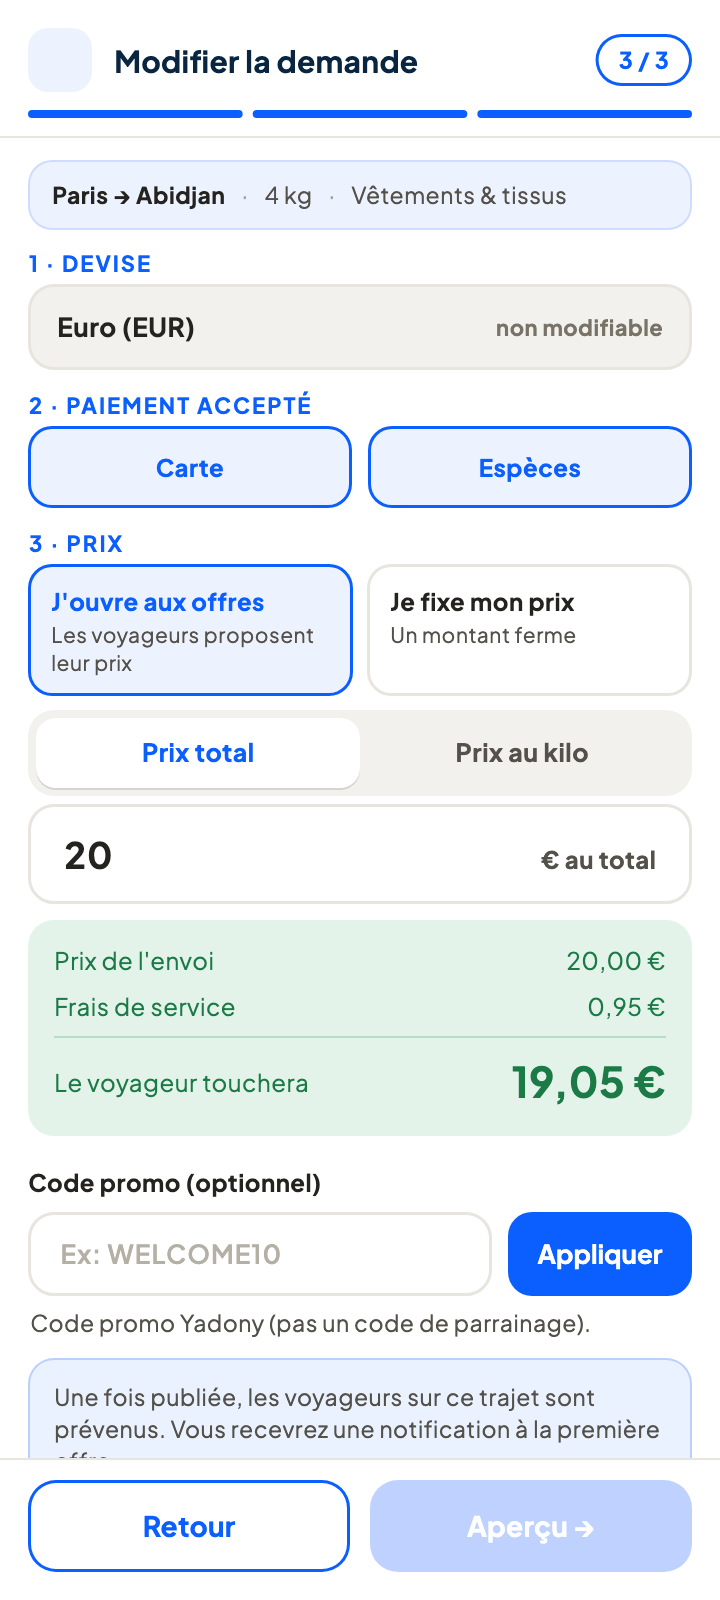 Modifier la demande
3 / 3
Paris → Abidjan · 4 kg · Vêtements & tissus
1 · DEVISE
Euro (EUR) non modifiable
2 · PAIEMENT ACCEPTÉ
Carte Espèces
3 · PRIX
J'ouvre aux offres
Les voyageurs proposent
leur prix
Je fixe mon prix
Un montant ferme
Prix total Prix au kilo
20 € au total
Prix de l'envoi 20,00 €
Frais de service 0,95 €
Le voyageur touchera 19,05 €
Code promo (optionnel)
Ex: WELCOME10 Appliquer
Code promo Yadony (pas un code de parrainage).
Une fois publiée, les voyageurs sur ce trajet sont
prévenus. Vous recevrez une notification à la première
Retour Aperçu →